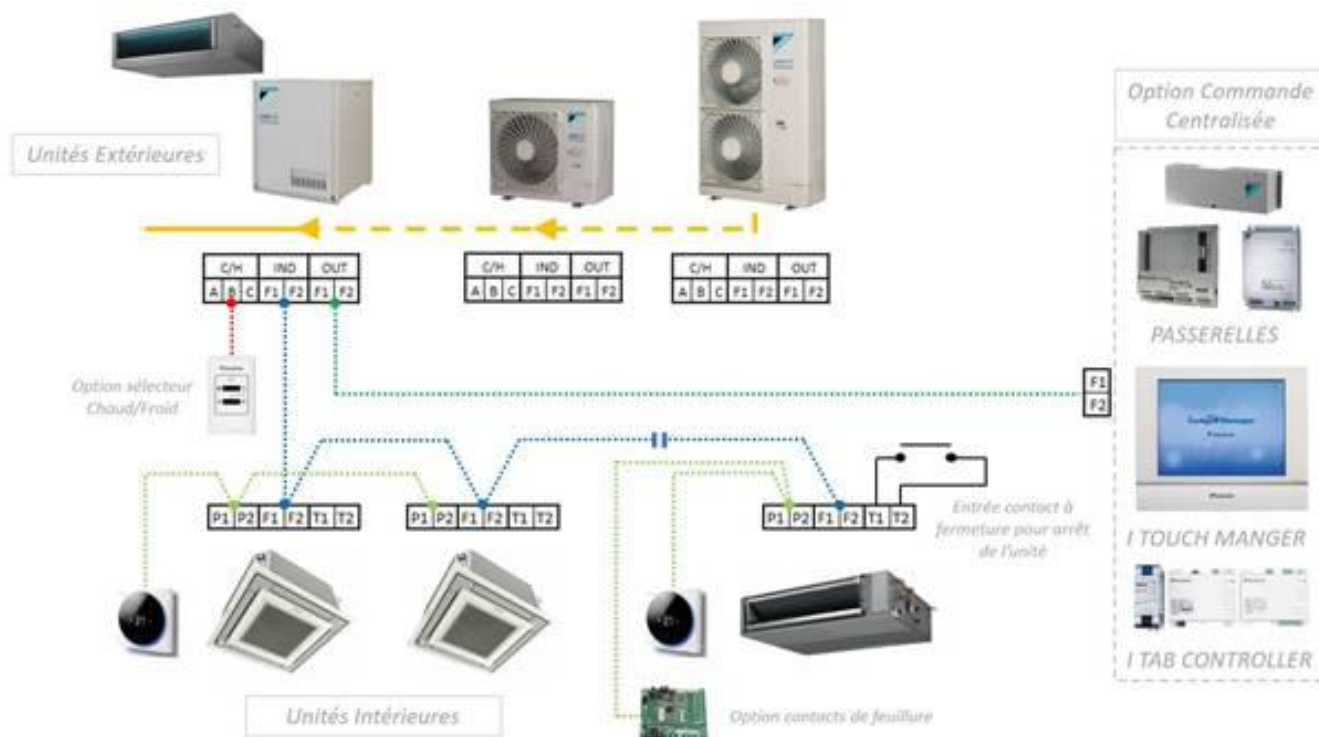 Option Commande
Centralisée
Unités Extérieures
C/H IND OUT
A B C F1 F2 F1 F2
C/H IND OUT
A B C F1 F2 F1 F2
C/H IND OUT
A B C F1 F2 F1 F2
PASSERELLES
Option sélecteur
Chaud/Froid
F1
F2
P1 P2 F1 F2 T1 T2
P1 P2 F1 F2 T1 T2
P1 P2 F1 F2 T1 T2
Entrée contact à
fermeture pour arrêt
de l'unité
I TOUCH MANGER
I TAB CONTROLLER
Unités Intérieures
Option contacts de feuillure